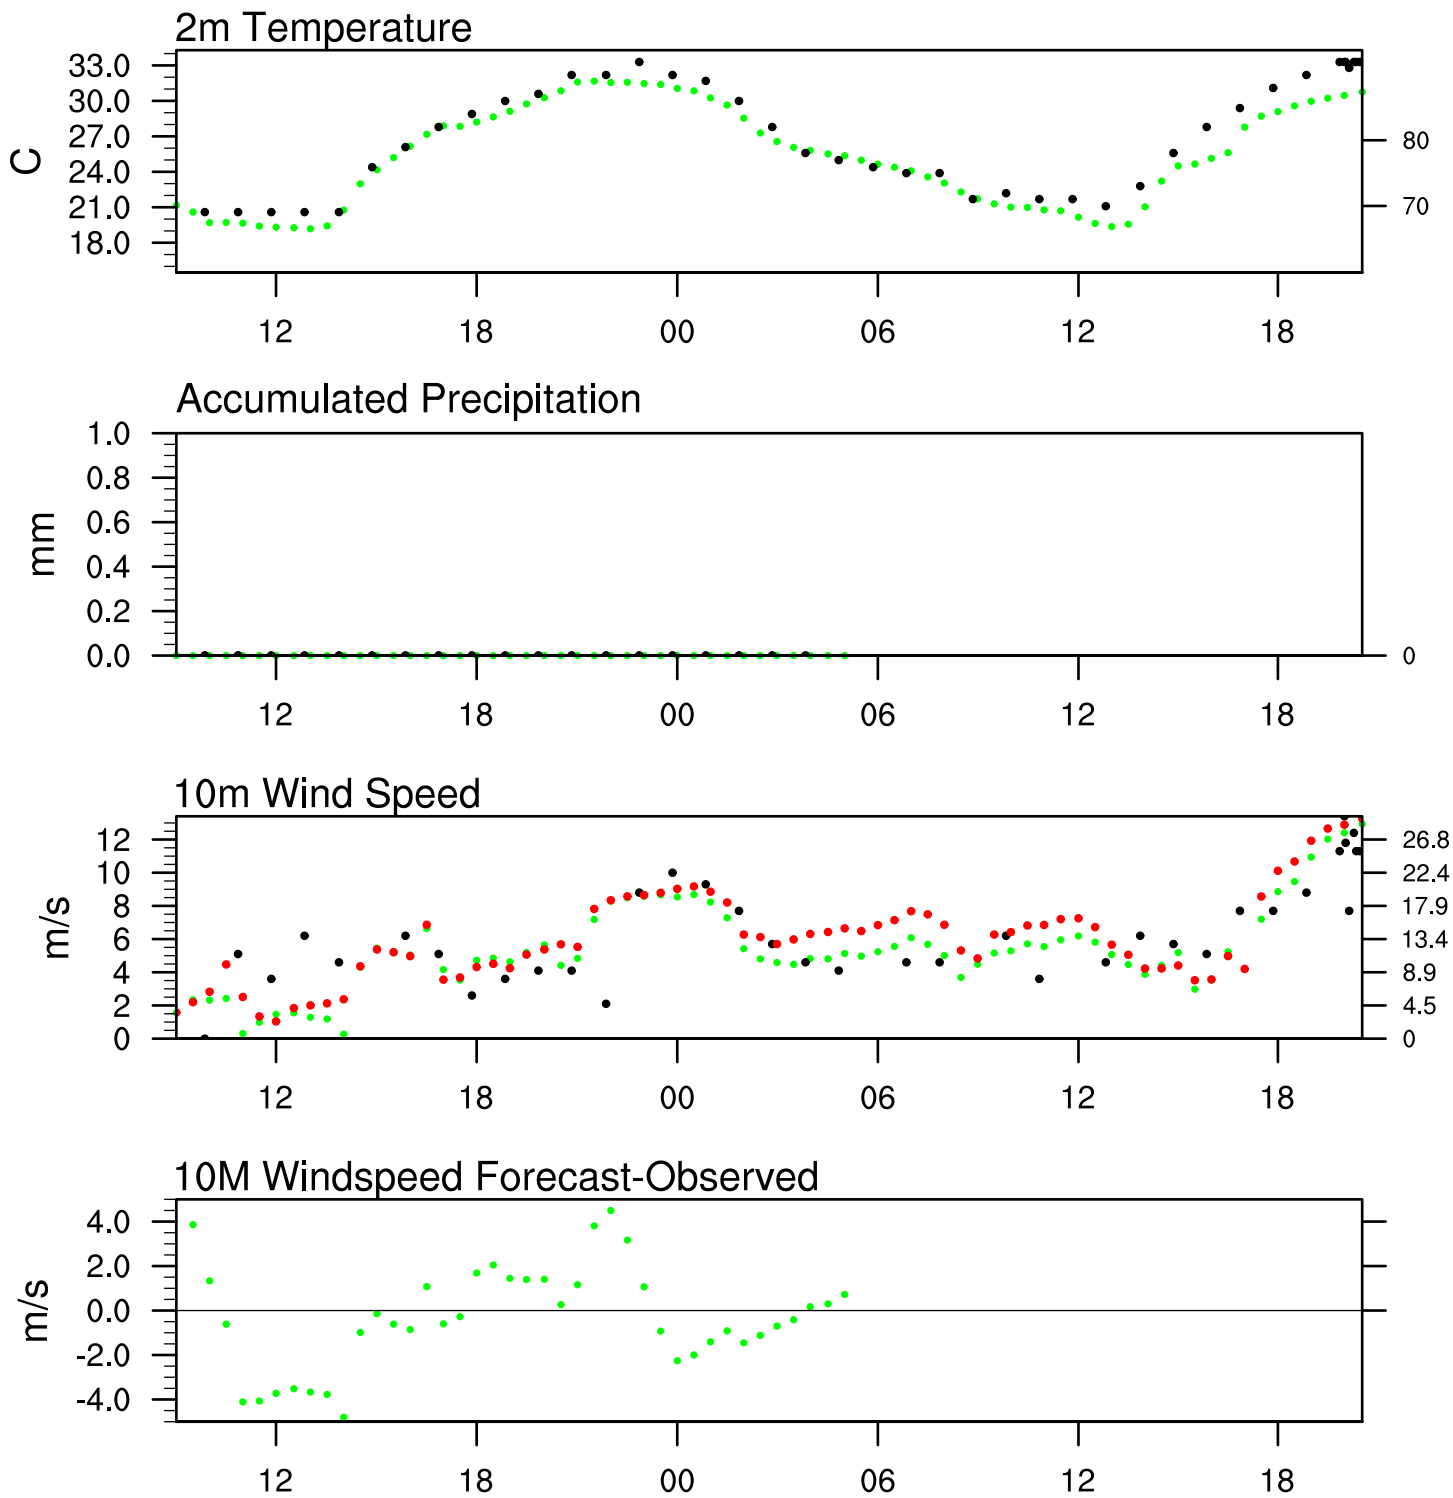 2m Temperature
33.0
30.0
27.0
24.0
21.0
18.0
C
80
70
12 18 00 06 12 18
Accumulated Precipitation
1.0
0.8
0.6
0.4
0.2
0.0
mm
0
12 18 00 06 12 18
10m Wind Speed
12
10
8
6
4
2
0
m/s
26.8
22.4
17.9
13.4
8.9
4.5
0
12 18 00 06 12 18
10M Windspeed Forecast-Observed
4.0
2.0
0.0
-2.0
-4.0
m/s
12 18 00 06 12 18